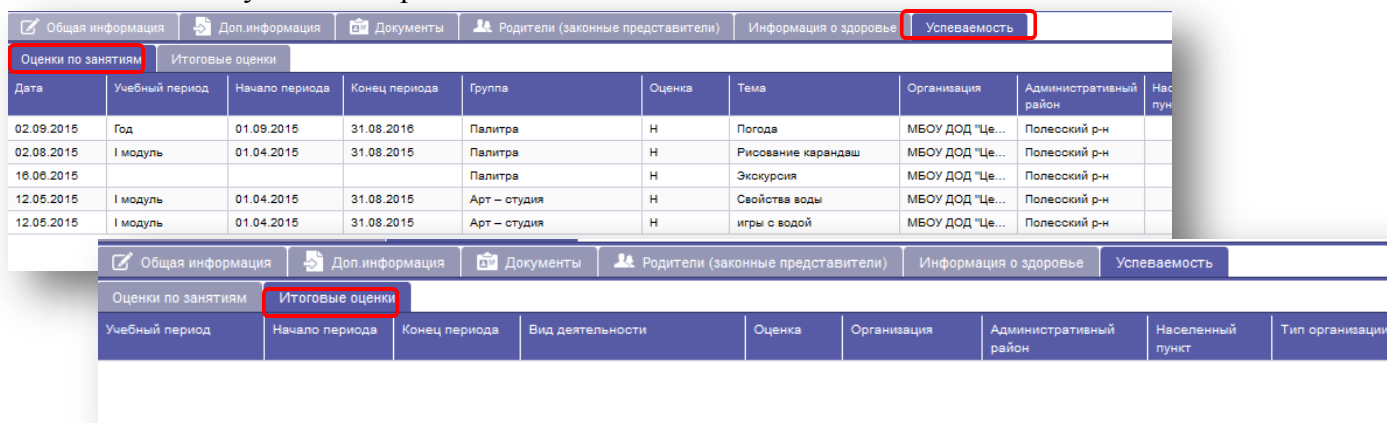 Общая информация Доп.информация Документы Родители (законные представители) Информация о здоровье Успеваемость
Оценки по занятиям Итоговые оценки
Дата Учебный период Начало периода Конец периода Группа Оценка Тема Организация Административный район
02.09.2015 Год 01.09.2015 31.08.2016 Палитра Н Погода МБОУ ДОД "Це... Полесский р-н
02.08.2015 I модуль 01.04.2015 31.08.2015 Палитра Н Рисование карандаш МБОУ ДОД "Це... Полесский р-н
16.06.2015 Палитра Н Экскурсия МБОУ ДОД "Це... Полесский р-н
12.05.2015 I модуль 01.04.2015 31.08.2015 Арт – студия Н Свойства воды МБОУ ДОД "Це... Полесский р-н
12.05.2015 I модуль 01.04.2015 31.08.2015 Арт – студия Н игры с водой МБОУ ДОД "Це... Полесский р-н
Общая информация Доп.информация Документы Родители (законные представители) Информация о здоровье Успеваемость
Оценки по занятиям Итоговые оценки
Учебный период Начало периода Конец периода Вид деятельности Оценка Организация Административный район Населенный пункт Тип организации